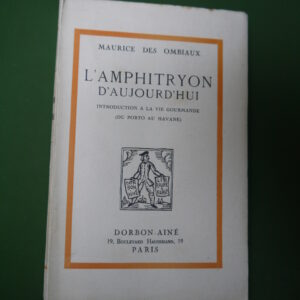 MAURICE DES OMBIAUX
L'AMPHITRYON
D'AUJOURD'HUI
INTRODUCTION A LA VIE GOURMANDE
(DU PORTO AU HAVANE)
DORBON-AINÉ
19, BOULEVARD HAUSSMANN, 19
PARIS